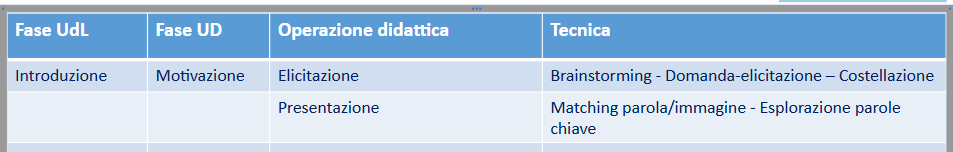 Fase UdL Fase UD Operazione didattica Tecnica
Introduzione Motivazione Elicitazione Brainstorming - Domanda-elicitazione – Costellazione
Presentazione Matching parola/immagine - Esplorazione parole
chiave